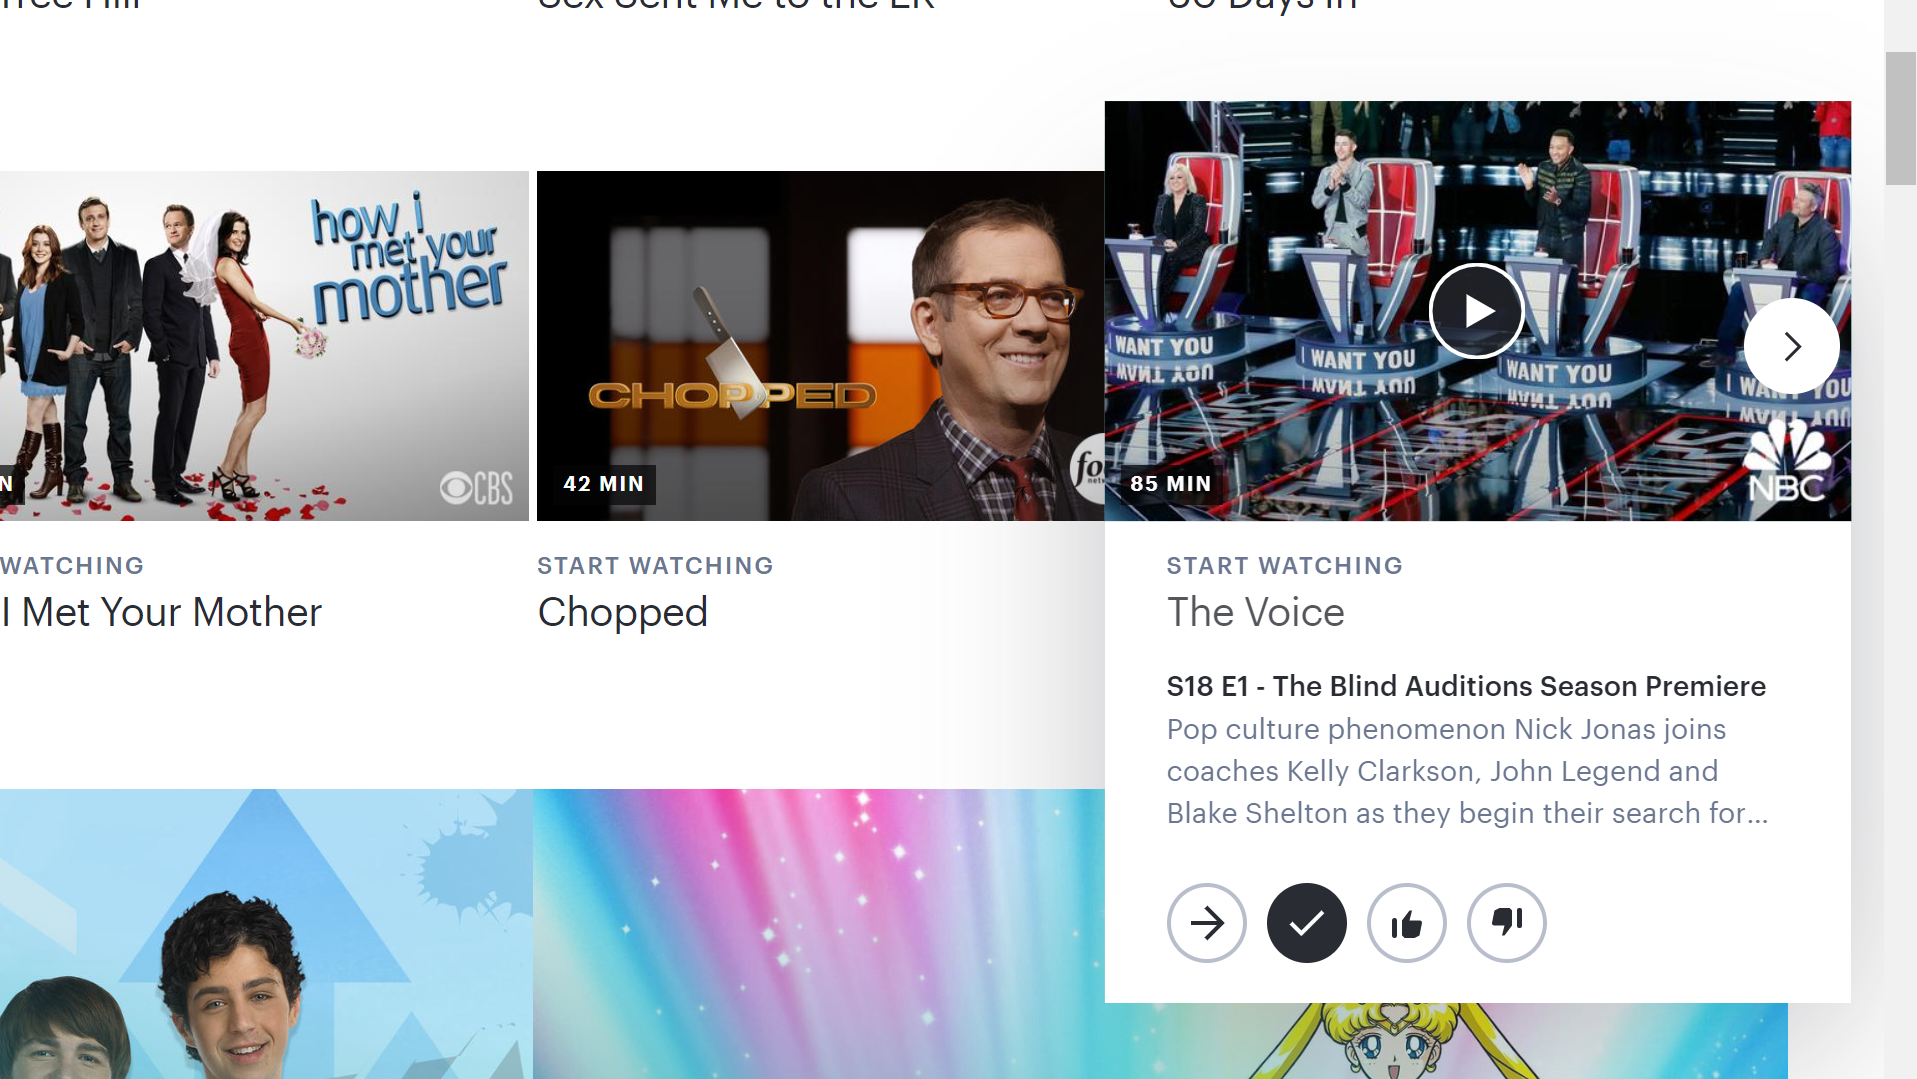 Tree Hill
Sex Sent Me to the ER
60 Days In
how i
met your
mother
CBS
N
CHOPPED
42 MIN
fo
netw
I WANT YOU
I WANT YOU
I WANT YOU
I WANT YOU
85 MIN
NBC
WATCHING
I Met Your Mother
START WATCHING
Chopped
START WATCHING
The Voice
S18 E1 - The Blind Auditions Season Premiere
Pop culture phenomenon Nick Jonas joins
coaches Kelly Clarkson, John Legend and
Blake Shelton as they begin their search for...